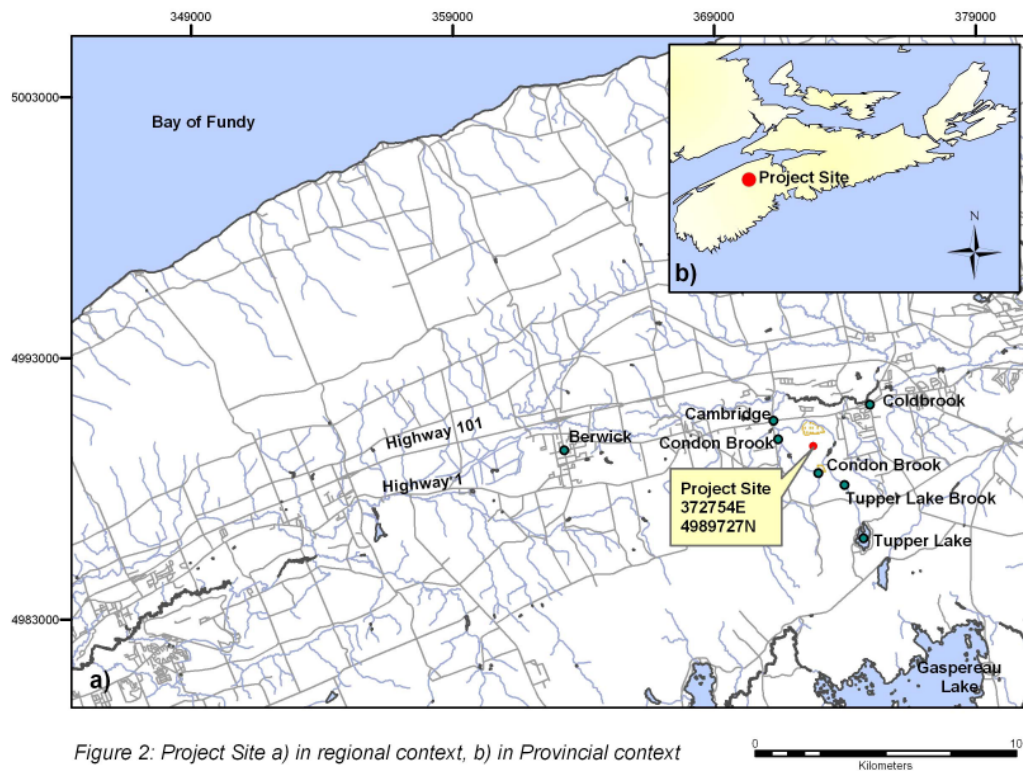 349000
359000
369000
379000
5003000
Bay of Fundy
Project Site
N
b)
4993000
Coldbrook
Cambridge
Highway 101
Berwick
Condon Brook
Highway 1
Condon Brook
Project Site
372754E
4989727N
Tupper Lake Brook
Tupper Lake
4983000
a)
Gaspereau
Lake
Figure 2: Project Site a) in regional context, b) in Provincial context
0
10
Kilometers